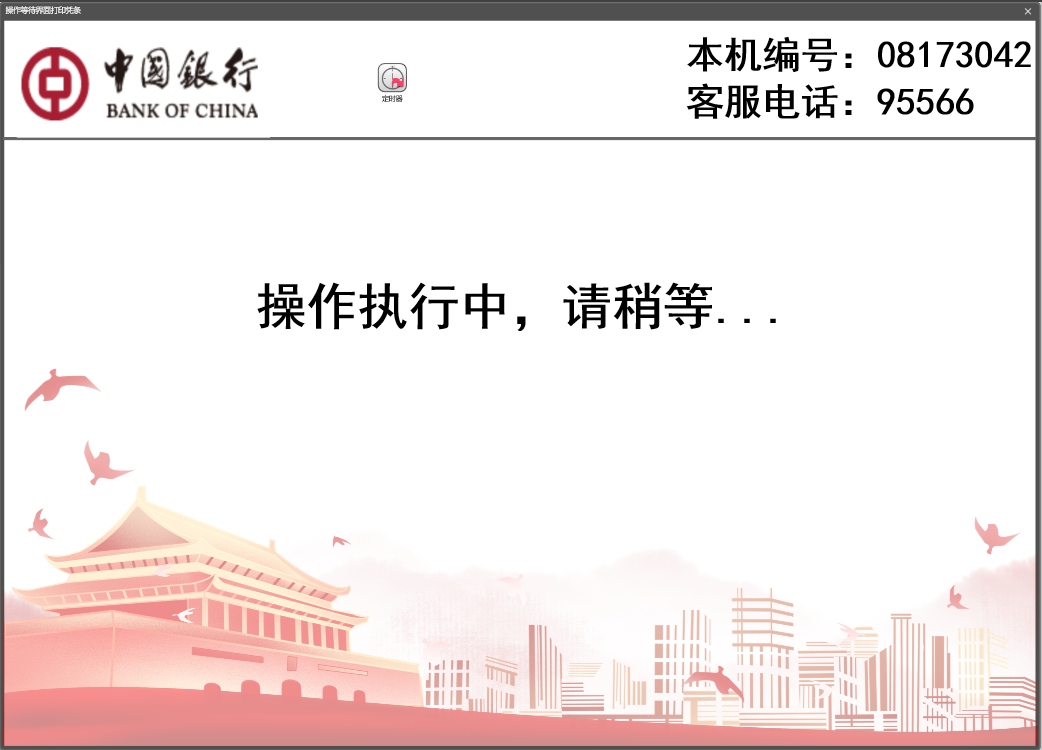 操作等待界面打印凭条
中国銀行
BANK OF CHINA
定时器
本机编号：08173042
客服电话：95566
操作执行中，请稍等...